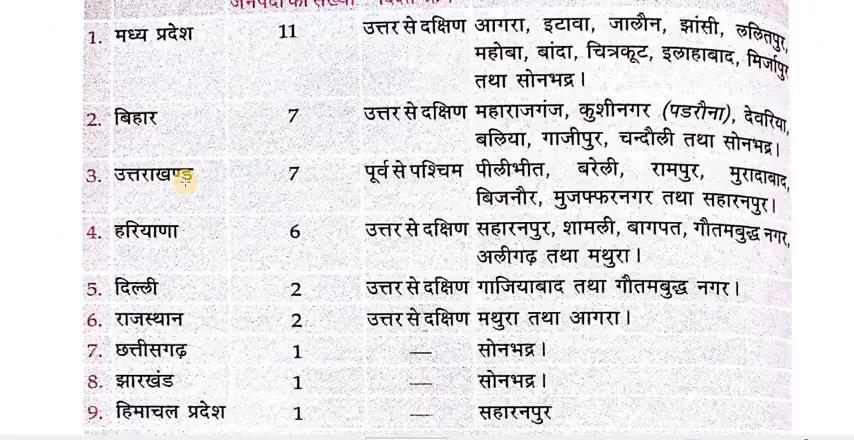 जनपदों की संख्या
1. मध्य प्रदेश 11 उत्तर से दक्षिण आगरा, इटावा, जालौन, झांसी, ललितपुर,
महोबा, बांदा, चित्रकूट, इलाहाबाद, मिर्जापुर
तथा सोनभद्र।
2. बिहार 7 उत्तर से दक्षिण महाराजगंज, कुशीनगर (पडरौना), देवरिया,
बलिया, गाजीपुर, चन्दौली तथा सोनभद्र।
3. उत्तराखण्ड 7 पूर्व से पश्चिम पीलीभीत, बरेली, रामपुर, मुरादाबाद,
बिजनौर, मुजफ्फरनगर तथा सहारनपुर।
4. हरियाणा 6 उत्तर से दक्षिण सहारनपुर, शामली, बागपत, गौतमबुद्ध नगर,
अलीगढ़ तथा मथुरा।
5. दिल्ली 2 उत्तर से दक्षिण गाजियाबाद तथा गौतमबुद्ध नगर।
6. राजस्थान 2 उत्तर से दक्षिण मथुरा तथा आगरा।
7. छत्तीसगढ़ 1 — सोनभद्र।
8. झारखंड 1 — सोनभद्र।
9. हिमाचल प्रदेश 1 — सहारनपुर